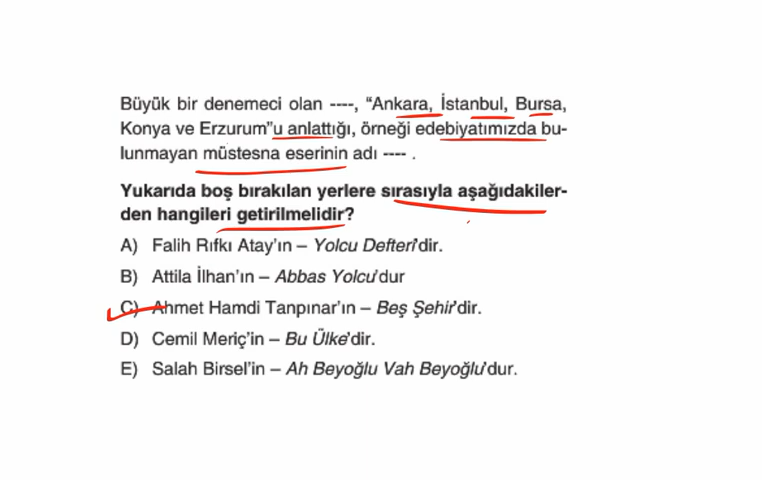 Büyük bir denemeci olan ----, “Ankara, İstanbul, Bursa,
Konya ve Erzurum”u anlattığı, örneği edebiyatımızda bu-
lunmayan müstesna eserinin adı ---- .
Yukarıda boş bırakılan yerlere sırasıyla aşağıdakiler-
den hangileri getirilmelidir?
A) Falih Rıfkı Atay’ın – Yolcu Defteri’dir.
B) Attila İlhan’ın – Abbas Yolcu’dur
C) Ahmet Hamdi Tanpınar’ın – Beş Şehir’dir.
D) Cemil Meriç’in – Bu Ülke’dir.
E) Salah Birsel’in – Ah Beyoğlu Vah Beyoğlu’dur.